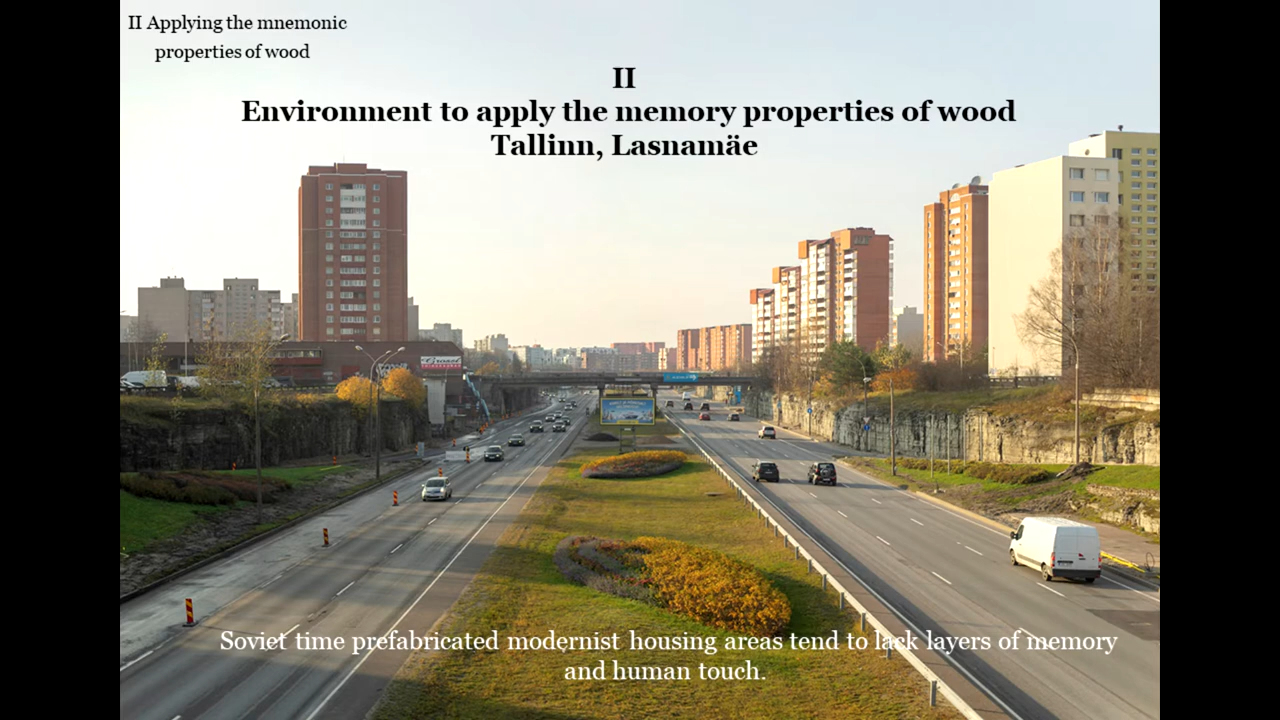 II Applying the mnemonic
properties of wood
II
Environment to apply the memory properties of wood
Tallinn, Lasnamäe
Grossi
Soviet time prefabricated modernist housing areas tend to lack layers of memory
and human touch.